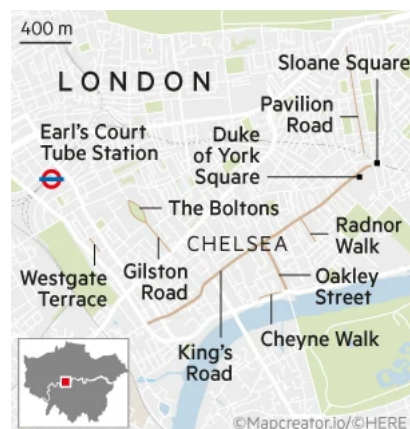 400 m
LONDON
Sloane Square
Pavilion
Road
Earl's Court
Tube Station
Duke
of York
Square
The Boltons
CHELSEA
Radnor
Walk
Westgate
Terrace
Gilston
Road
Oakley
Street
King's
Road
Cheyne Walk
©Mapcreator.io/©HERE